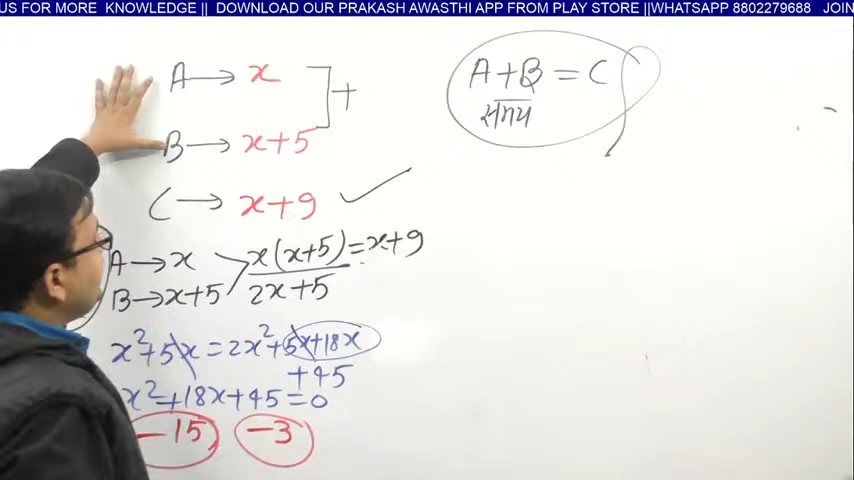 US FOR MORE KNOWLEDGE || DOWNLOAD OUR PRAKASH AWASTHI APP FROM PLAY STORE ||WHATSAPP 8802279688 JOIN
A → x
+
B → x+5
C → x+9
A+B = C
समय
A → x
B → x+5
x(x+5)/2x+5 = x+9
x²+5x = 2x²+5x+18x
+45
x²+18x+45=0
-15 -3